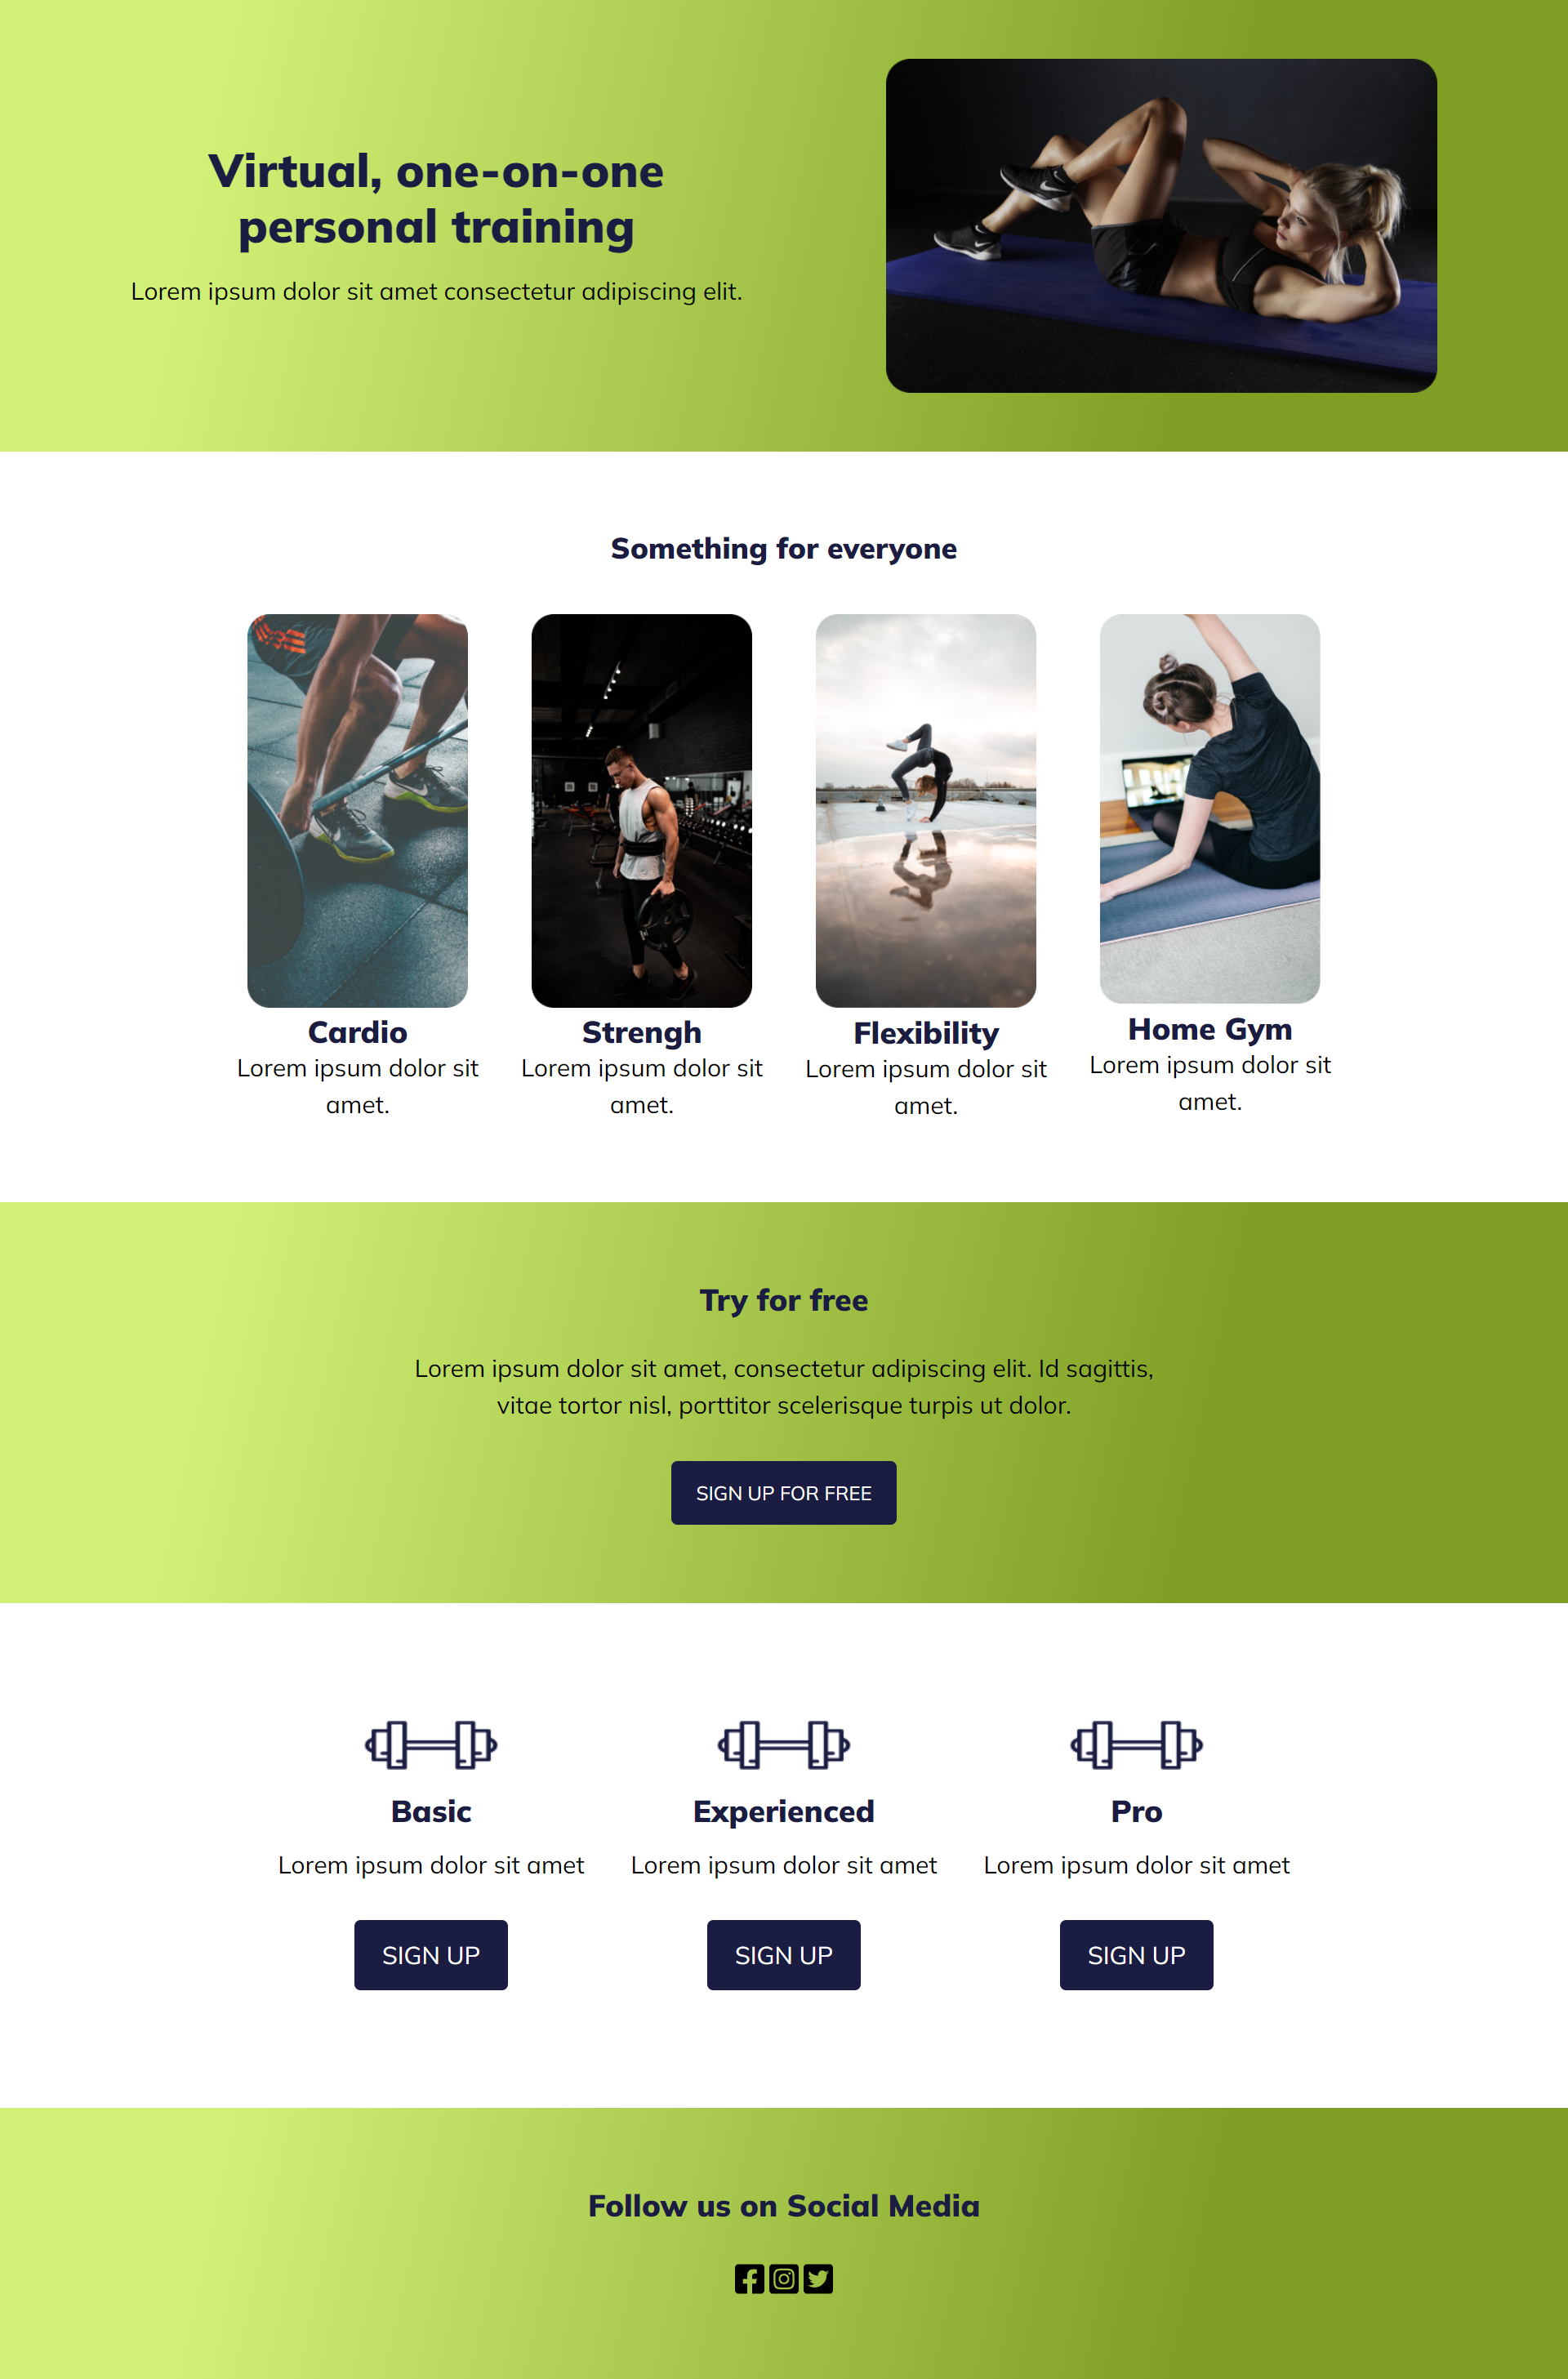 Virtual, one-on-one
personal training
Lorem ipsum dolor sit amet consectetur adipiscing elit.
Something for everyone
Cardio
Lorem ipsum dolor sit
amet.
Strengh
Lorem ipsum dolor sit
amet.
Flexibility
Lorem ipsum dolor sit
amet.
Home Gym
Lorem ipsum dolor sit
amet.
Try for free
Lorem ipsum dolor sit amet, consectetur adipiscing elit. Id sagittis,
vitae tortor nisl, porttitor scelerisque turpis ut dolor.
SIGN UP FOR FREE
Basic
Lorem ipsum dolor sit amet
SIGN UP
Experienced
Lorem ipsum dolor sit amet
SIGN UP
Pro
Lorem ipsum dolor sit amet
SIGN UP
Follow us on Social Media